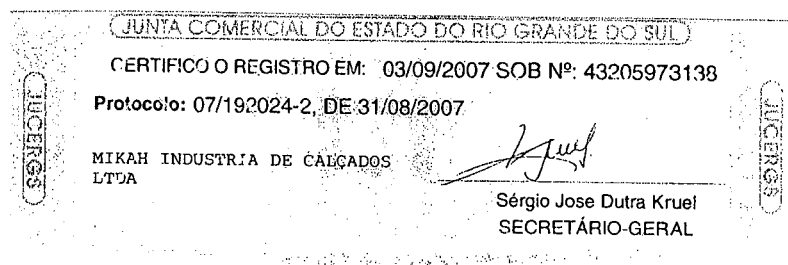 JUNTA COMERCIAL DO ESTADO DO RIO GRANDE DO SUL
CERTIFICO O REGISTRO EM: 03/09/2007 SOB Nº: 43205973138
Protocolo: 07/192024-2, DE 31/08/2007
JUCERGS
MIKAH INDUSTRIA DE CALÇADOS
LTDA
JUCERGS
Sérgio Jose Dutra Kruel
SECRETÁRIO-GERAL